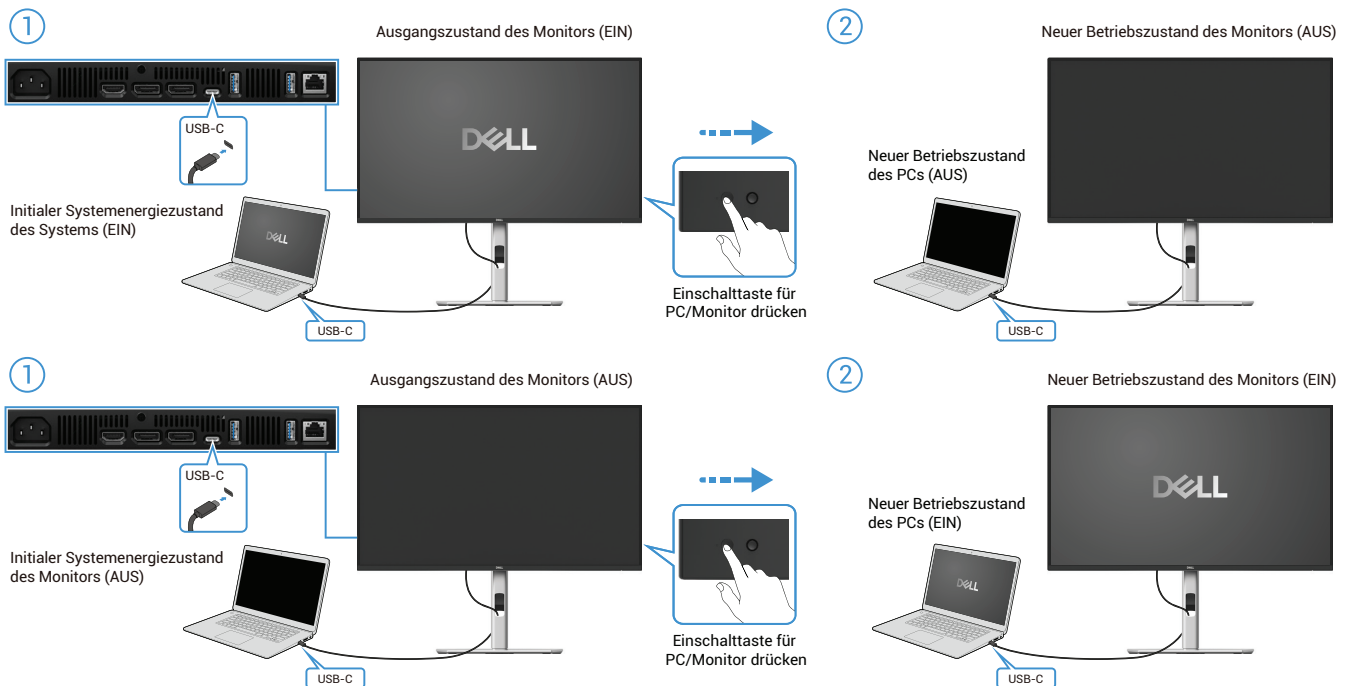 1
Ausgangszustand des Monitors (EIN)
2
Neuer Betriebszustand des Monitors (AUS)
USB-C
DELL
Neuer Betriebszustand
des PCs (AUS)
Initialer Systemenergiezustand
des Systems (EIN)
DELL
Einschalttaste für
PC/Monitor drücken
USB-C
USB-C
1
Ausgangszustand des Monitors (AUS)
2
Neuer Betriebszustand des Monitors (EIN)
USB-C
DELL
Neuer Betriebszustand
des PCs (EIN)
Initialer Systemenergiezustand
des Monitors (AUS)
DELL
Einschalttaste für
PC/Monitor drücken
USB-C
USB-C